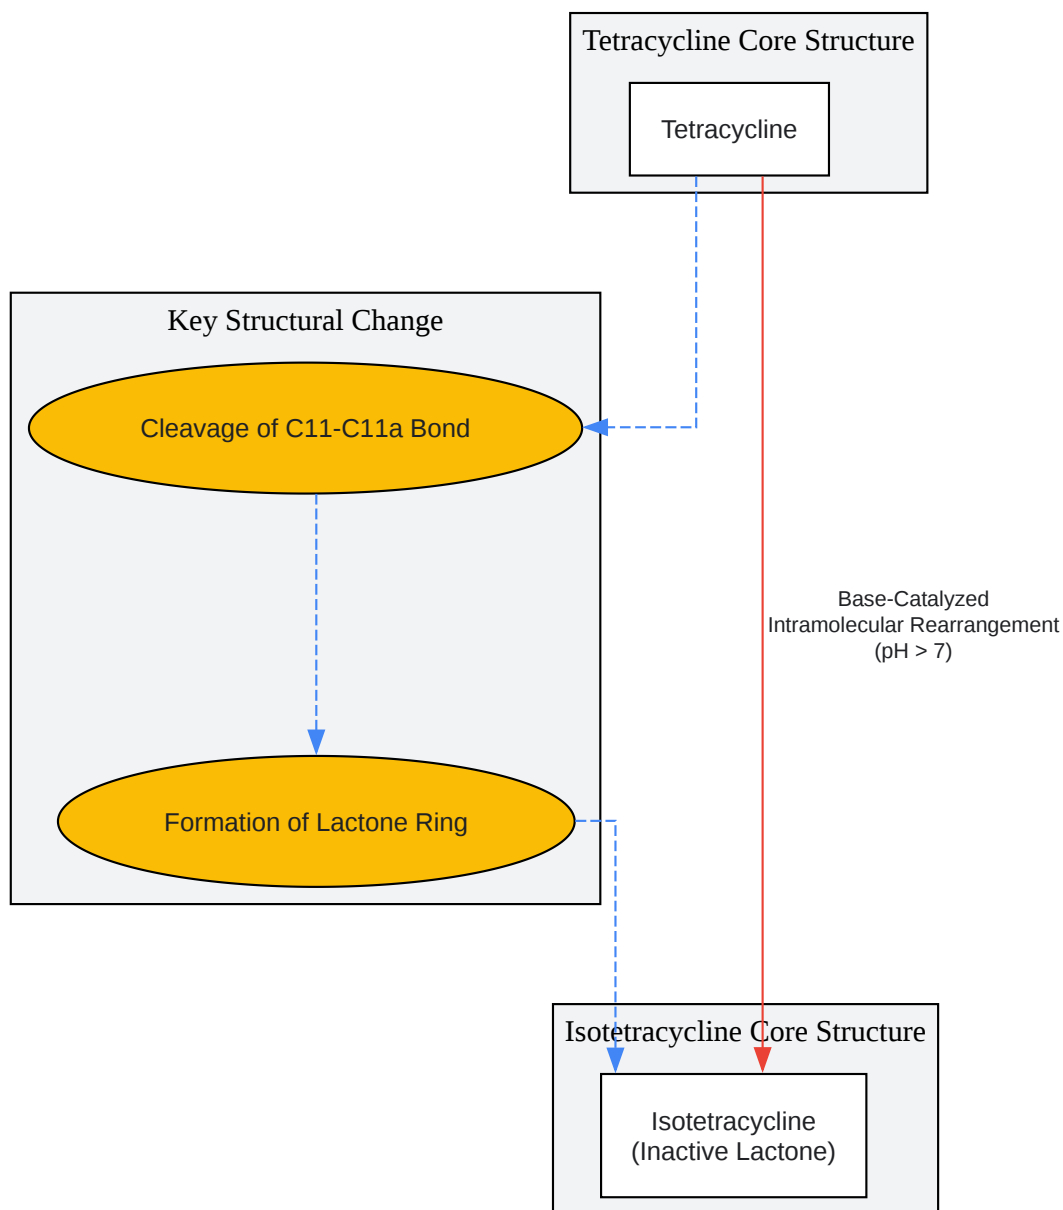 Tetracycline Core Structure
Tetracycline
Key Structural Change
Cleavage of C11-C11a Bond
Base-Catalyzed
Intramolecular Rearrangement
(pH > 7)
Formation of Lactone Ring
Isotetracycline Core Structure
Isotetracycline
(Inactive Lactone)